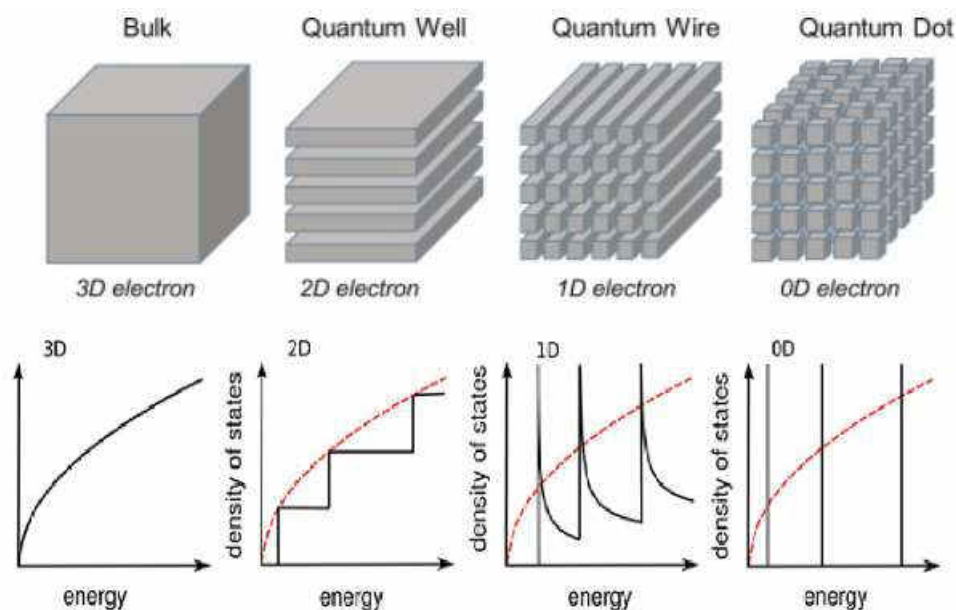 Bulk
Quantum Well
Quantum Wire
Quantum Dot
3D electron
2D electron
1D electron
0D electron
3D
2D
1D
0D
density of states
density of states
density of states
energy
energy
energy
energy